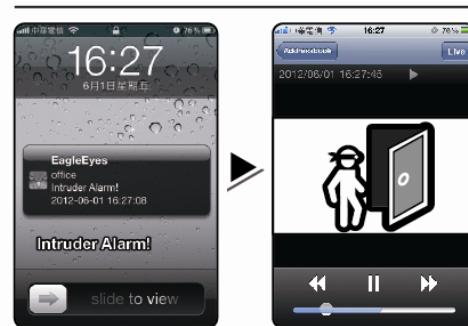 中華電信
76%
16:27
6月1日星期五
EagleEyes
office
Intruder Alarm!
2012-06-01 16:27:08
Intruder Alarm!
slide to view
16:27
76%
Addressbook
Live
2012/06/01 16:27:45